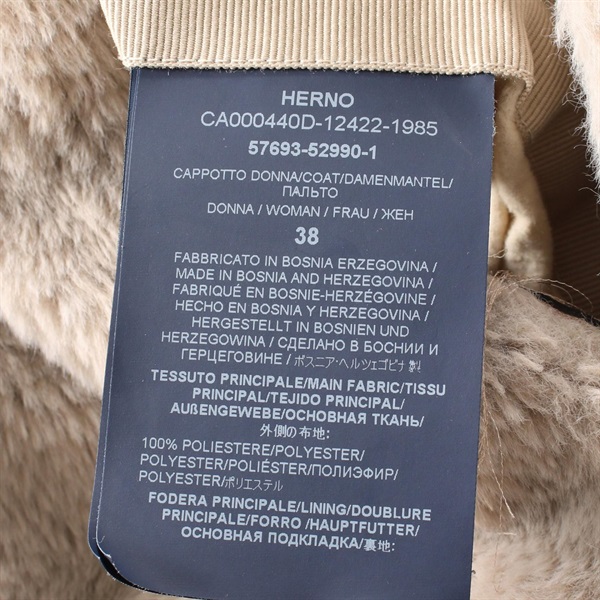 HERNO
CA000440D-12422-1985
57693-52990-1
CAPPOTTO DONNA/COAT/DAMENMANTEL/
ПАЛЬТО
DONNA / WOMAN / FRAU / ЖЕН
38
FABBRICATO IN BOSNIA ERZEGOVINA /
MADE IN BOSNIA AND HERZEGOVINA /
FABRIQUÉ EN BOSNIE-HERZÉGOVINE /
HECHO EN BOSNIA Y HERZEGOVINA /
HERGESTELLT IN BOSNIEN UND
HERZEGOWINA / СДЕЛАНО В БОСНИИ И
ГЕРЦЕГОВИНЕ / ボスニア・ヘルツェゴビナ 製
TESSUTO PRINCIPALE/MAIN FABRIC/TISSU
PRINCIPAL/TEJIDO PRINCIPAL/
AUßENGEWEBE/ОСНОВНАЯ ТКАНЬ/
外側の布地:
100% POLIESTERE/POLYESTER/
POLYESTER/POLIÉSTER/ПОЛИЭФИР/
POLYESTER/ポリエステル
FODERA PRINCIPALE/LINING/DOUBLURE
PRINCIPALE/FORRO /HAUPTFUTTER/
ОСНОВНАЯ ПОДКЛАДКА/裏地: